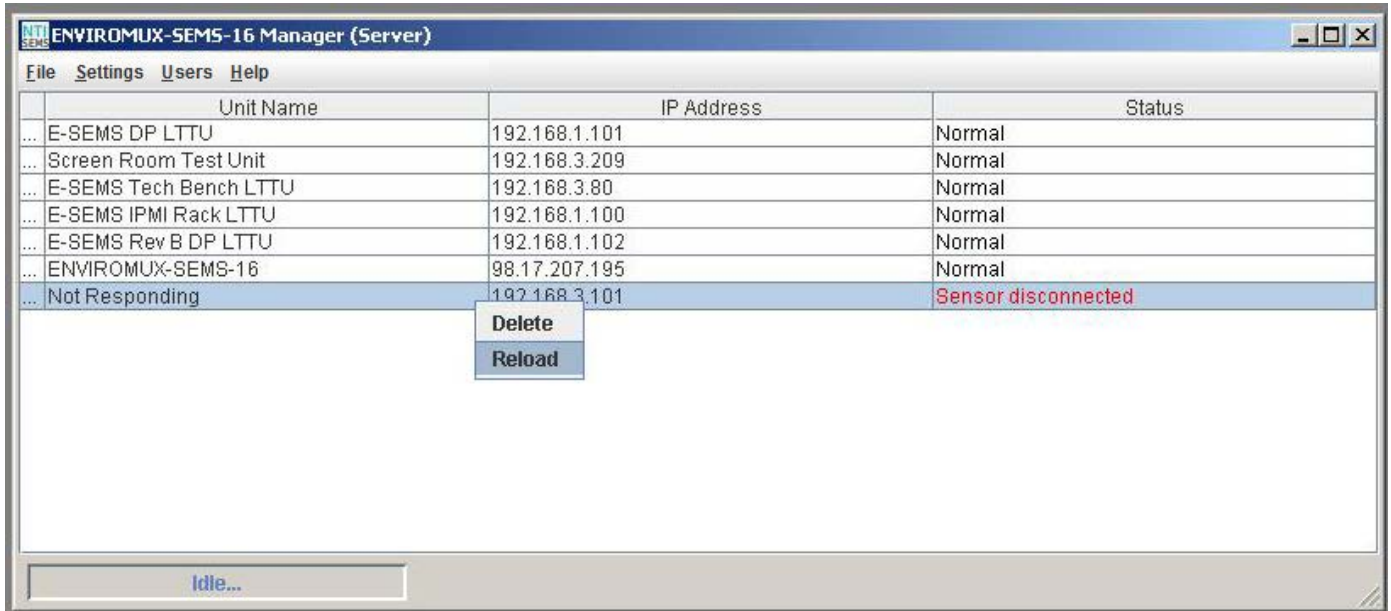 NTI SEMS ENVIROMUX-SEMS-16 Manager (Server)
File Settings Users Help
Unit Name IP Address Status
... E-SEMS DP LTTU 192.168.1.101 Normal
... Screen Room Test Unit 192.168.3.209 Normal
... E-SEMS Tech Bench LTTU 192.168.3.80 Normal
... E-SEMS IPMI Rack LTTU 192.168.1.100 Normal
... E-SEMS Rev B DP LTTU 192.168.1.102 Normal
... ENVIROMUX-SEMS-16 98.17.207.195 Normal
... Not Responding 192.168.3.101 Sensor disconnected
Delete
Reload
Idle...